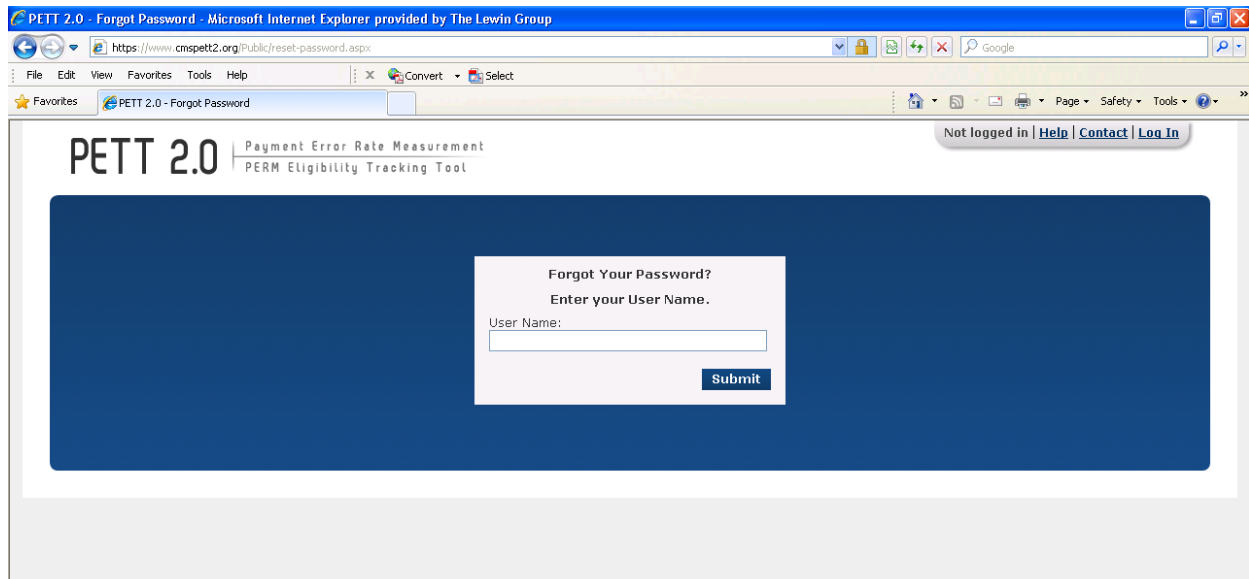 PETT 2.0 - Forgot Password - Microsoft Internet Explorer provided by The Lewin Group
https://www.cmspett2.org/Public/reset-password.aspx
Google
File Edit View Favorites Tools Help
X Convert Select
Favorites
PETT 2.0 - Forgot Password
Page Safety Tools »
Not logged in | Help | Contact | Log In
PETT 2.0
Payment Error Rate Measurement
PERM Eligibility Tracking Tool
Forgot Your Password?
Enter your User Name.
User Name:
Submit